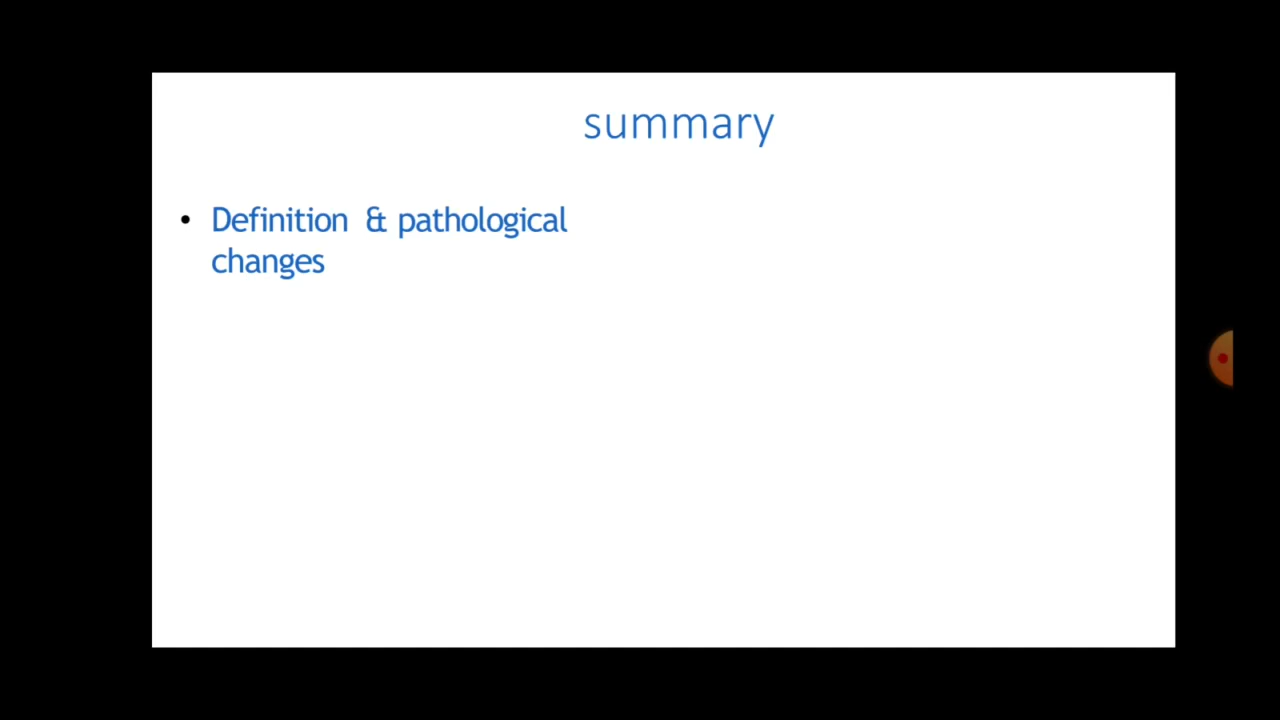 summary
• Definition & pathological
changes